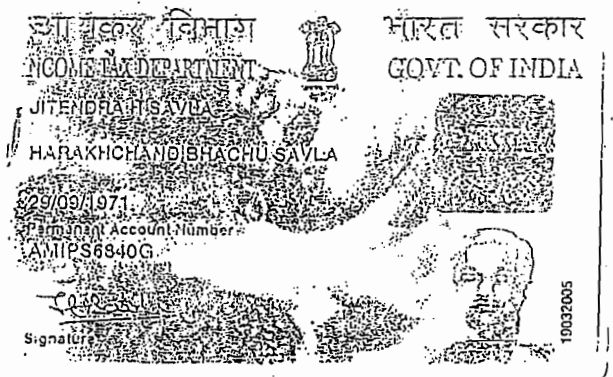 आयकर विभाग
भारत सरकार
INCOME TAX DEPARTMENT
GOVT. OF INDIA
JITENDRA H SAVLA
HARAKHCHAND BHACHU SAVLA
29/09/1971
Permanent Account Number
AMIPS6840G
Signature
19032005